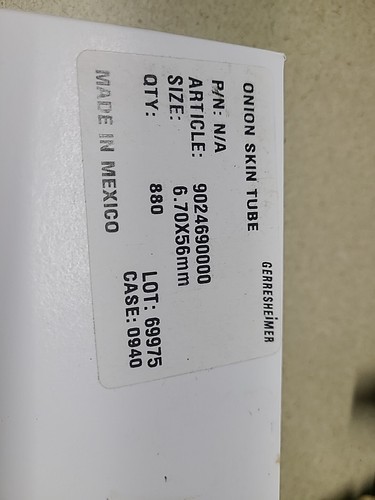 ONION SKIN TUBE
GERRESHEIMER
P/N: N/A
ARTICLE: 9024690000
SIZE: 6.70X56mm
QTY: 880
LOT: 69975
CASE: 0940
MADE IN MEXICO